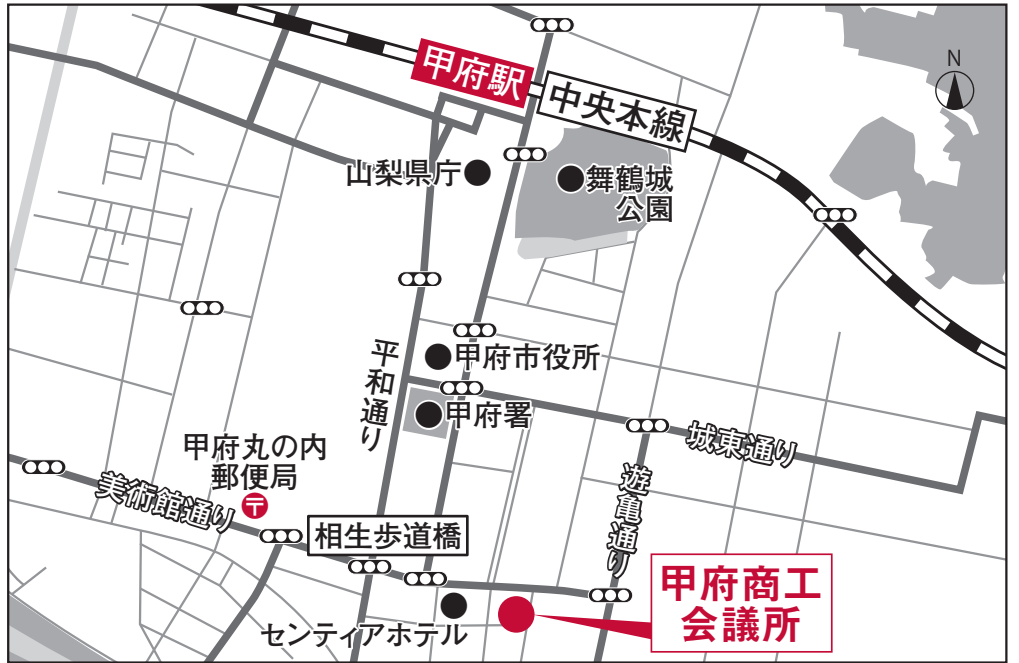 甲府駅
中央本線
N
山梨県庁
舞鶴城
公園
甲府市役所
平和通り
甲府署
城東通り
甲府丸の内
郵便局
〒
美術館通り
遊亀通り
相生歩道橋
甲府商工
会議所
センティアホテル